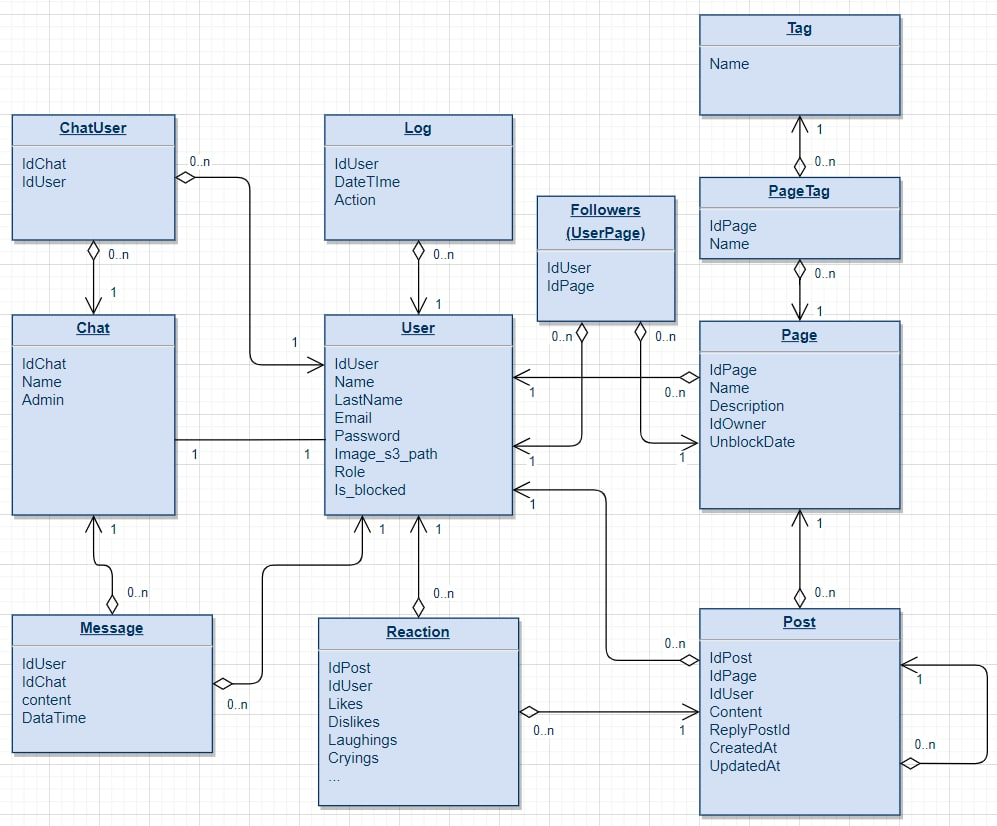 Tag
Name
1
0..n
PageTag
IdPage
Name
0..n
1
ChatUser
IdChat
IdUser
0..n
0..n
1
1
Log
IdUser
DateTIme
Action
0..n
1
Followers
(UserPage)
IdUser
IdPage
0..n
0..n
1
1
Chat
IdChat
Name
Admin
1
1
User
IdUser
Name
LastName
Email
Password
Image_s3_path
Role
Is_blocked
1
0..n
Page
IdPage
Name
Description
IdOwner
UnblockDate
1
1
0..n
1
0..n
Message
IdUser
IdChat
content
DataTime
0..n
1
1
0..n
Reaction
IdPost
IdUser
Likes
Dislikes
Laughings
Cryings
...
0..n
1
0..n
Post
IdPost
IdPage
IdUser
Content
ReplyPostId
CreatedAt
UpdatedAt
1
0..n